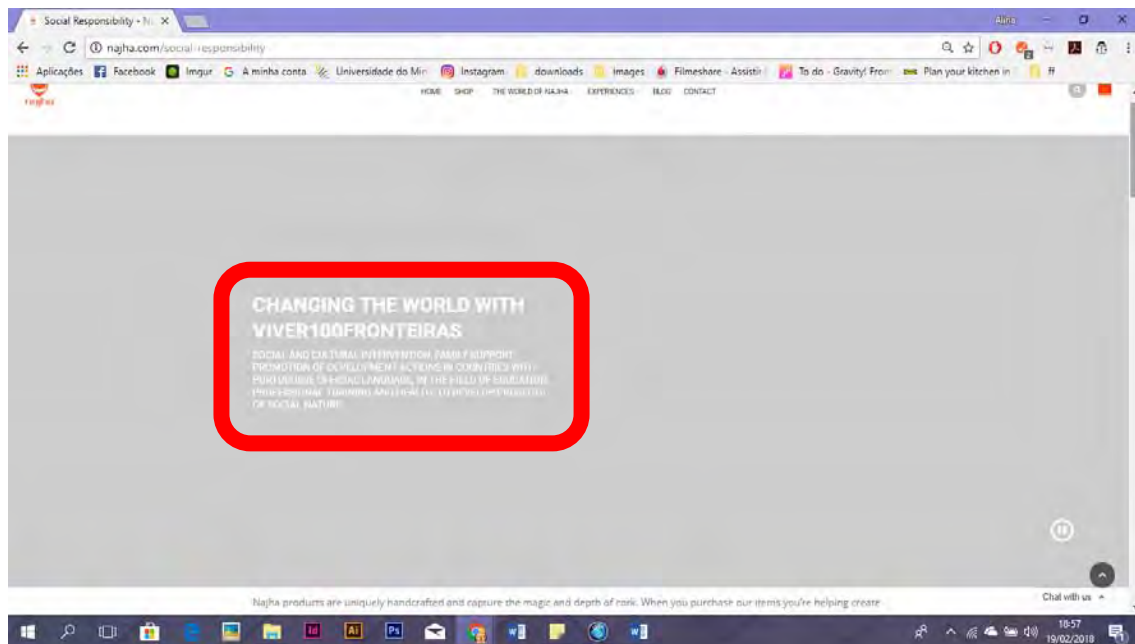 Social Responsibility - N
Alina
najha.com/social-responsibility
Aplicações Facebook Imgur A minha conta Universidade do Min Instagram downloads images Filmeshare - Assistir To do - Gravity! From Plan your kitchen in ff
najha
HOME SHOP THE WORLD OF NAJHA EXPERIENCES BLOG CONTACT
CHANGING THE WORLD WITH
VIVER100FRONTEIRAS
SOCIAL AND CULTURAL INTERVENTION, FAMILY SUPPORT,
PROMOTION OF DEVELOPMENT ACTIONS IN COUNTRIES WITH
PORTUGUESE OFFICIAL LANGUAGE, IN THE FIELD OF EDUCATION,
PROFESSIONAL TRAINING AND HEALTH, TO DEVELOP
OF SOCIAL NATURE
Najha products are uniquely handcrafted and capture the magic and depth of cork. When you purchase our items you're helping create
Chat with us
18:57
19/02/2018